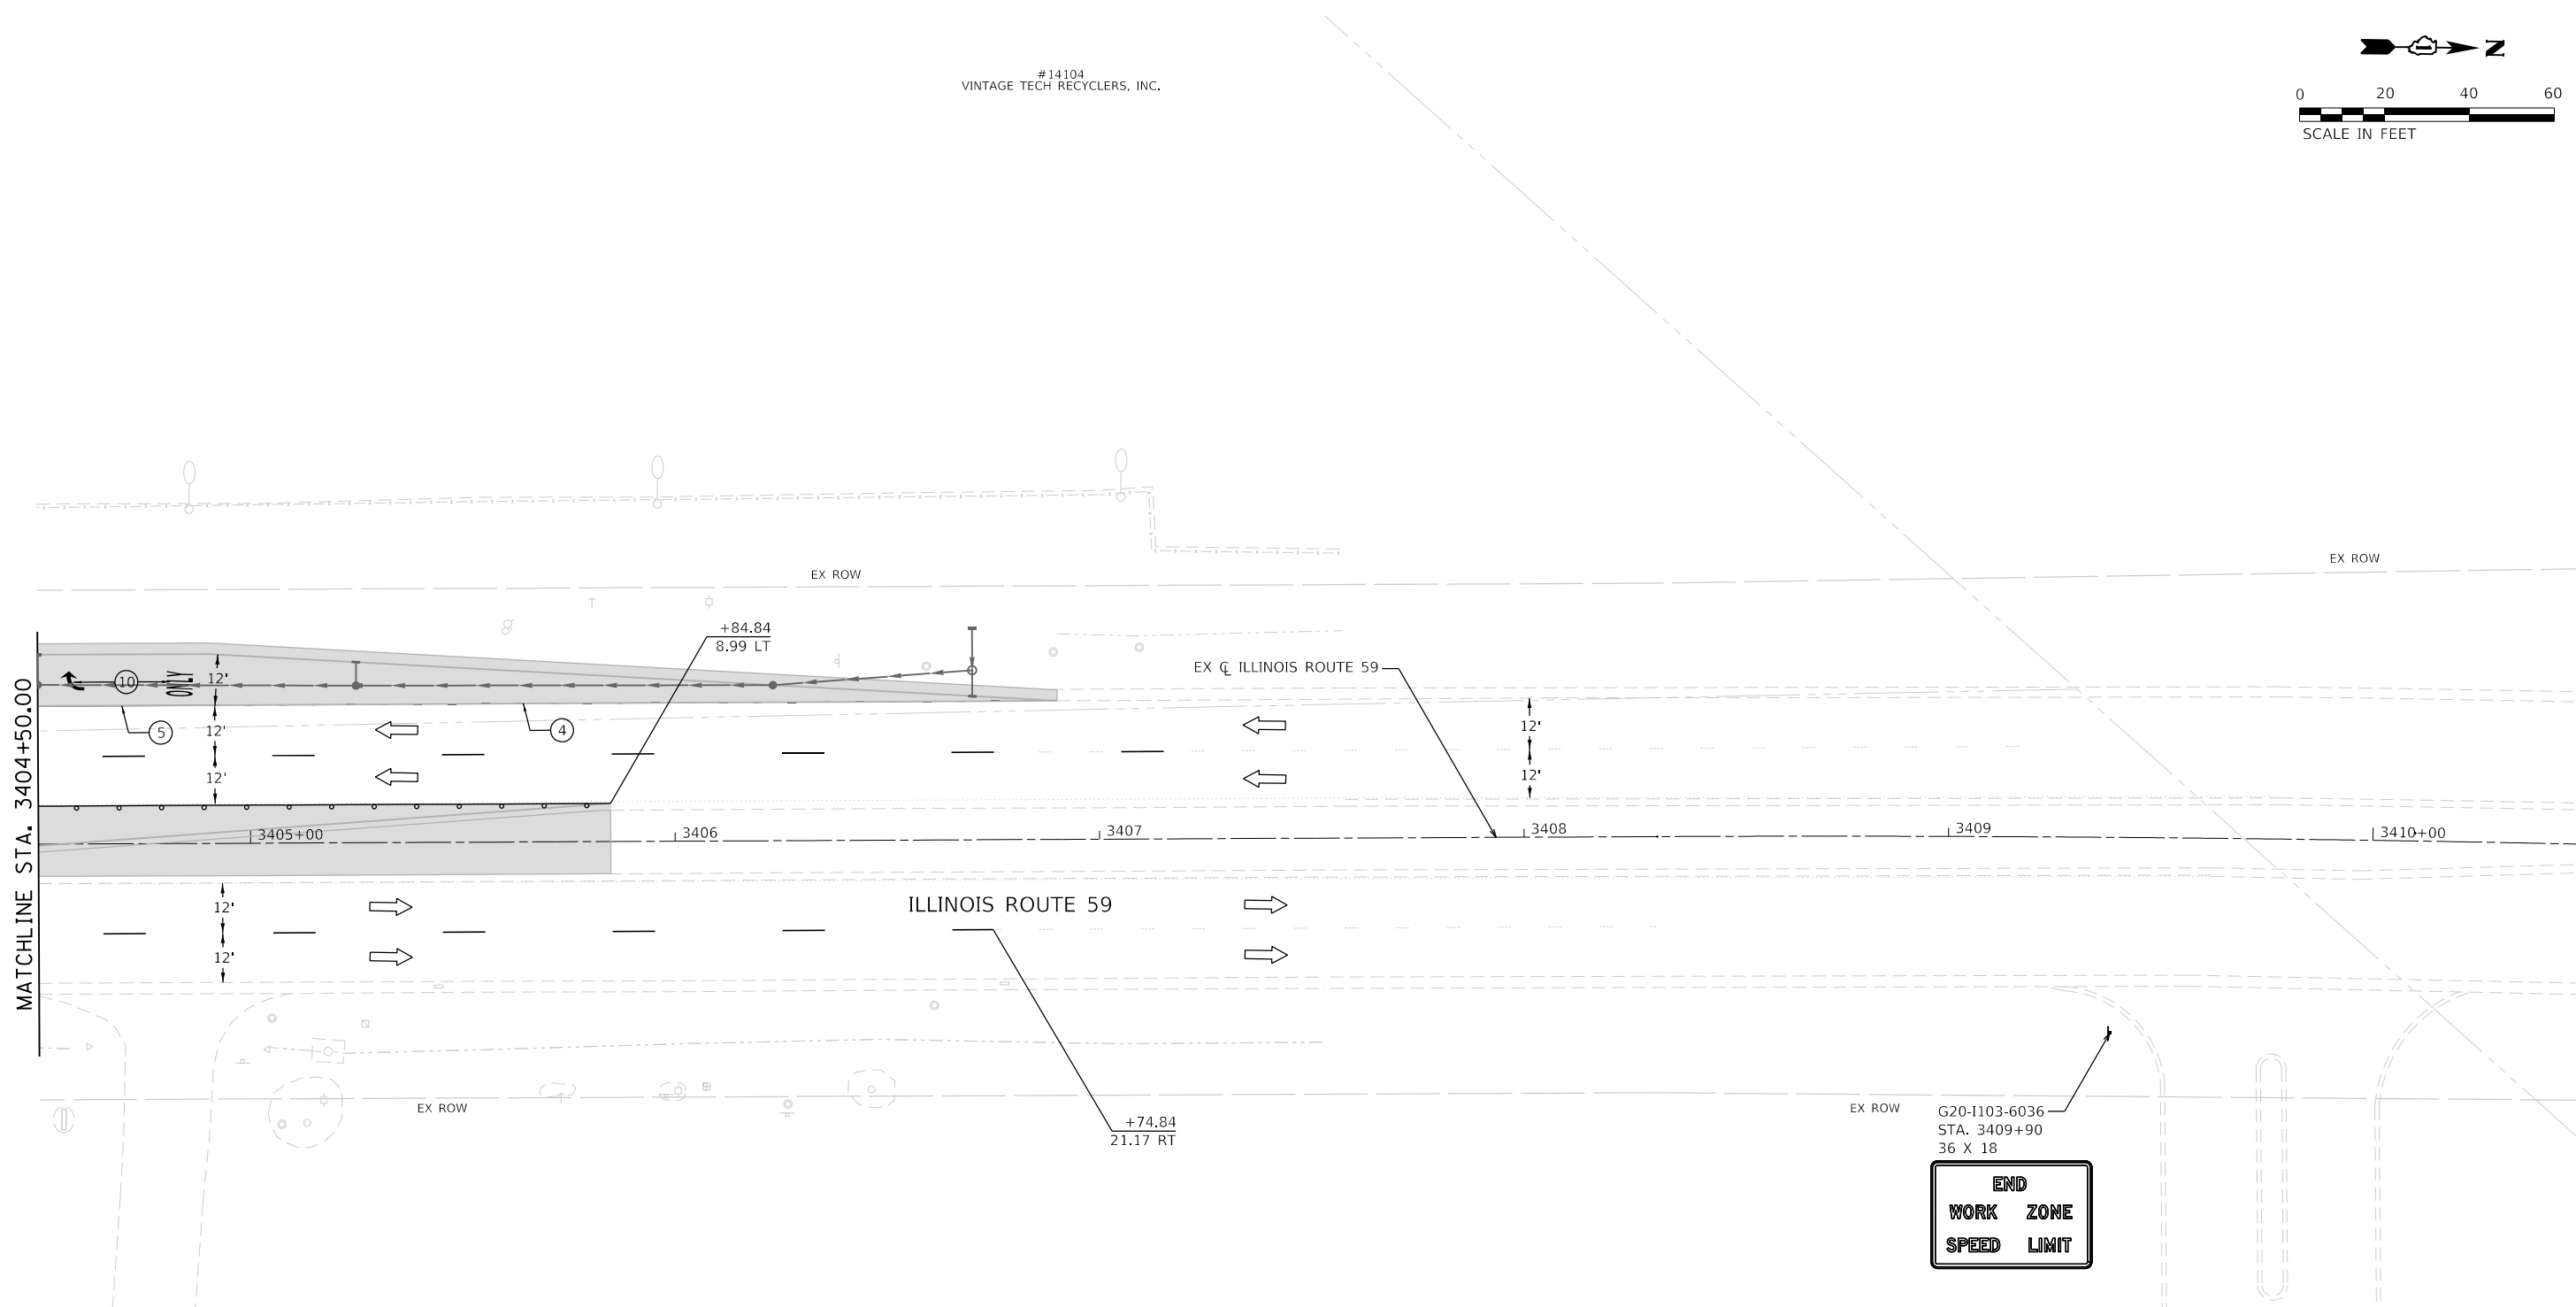 #14104
VINTAGE TECH RECYCLERS, INC.
N
0 20 40 60
SCALE IN FEET
EX ROW
EX ROW
+84.84
8.99 LT
EX ℄ ILLINOIS ROUTE 59
MATCHLINE STA. 3404+50.00
10
ONLY
12'
5
4
12'
12'
12'
12'
3405+00
3406
3407
3408
3409
3410+00
12'
12'
ILLINOIS ROUTE 59
EX ROW
+74.84
21.17 RT
EX ROW
G20-I103-6036
STA. 3409+90
36 X 18
END
WORK ZONE
SPEED LIMIT